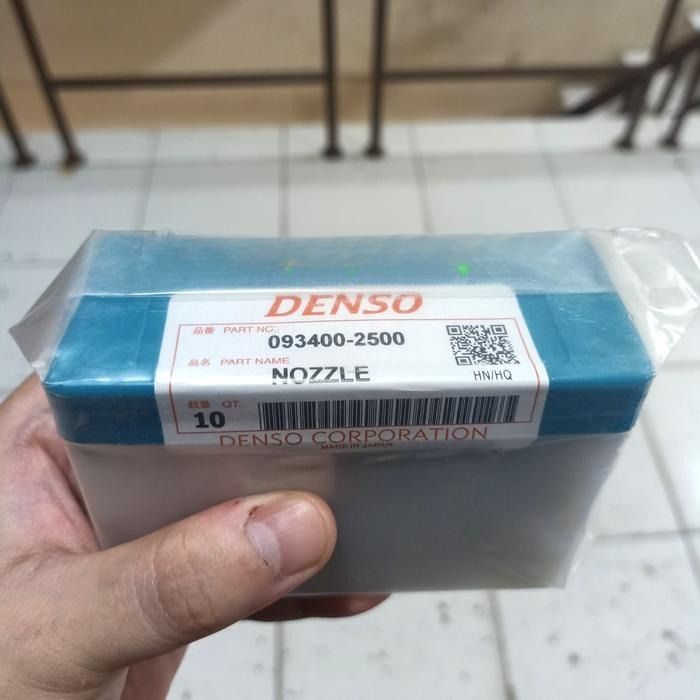 DENSO
品番 PART NO. 093400-2500
品名 PART NAME
NOZZLE
HN/HQ
数量 QT.
10
DENSO CORPORATION
MADE IN JAPAN